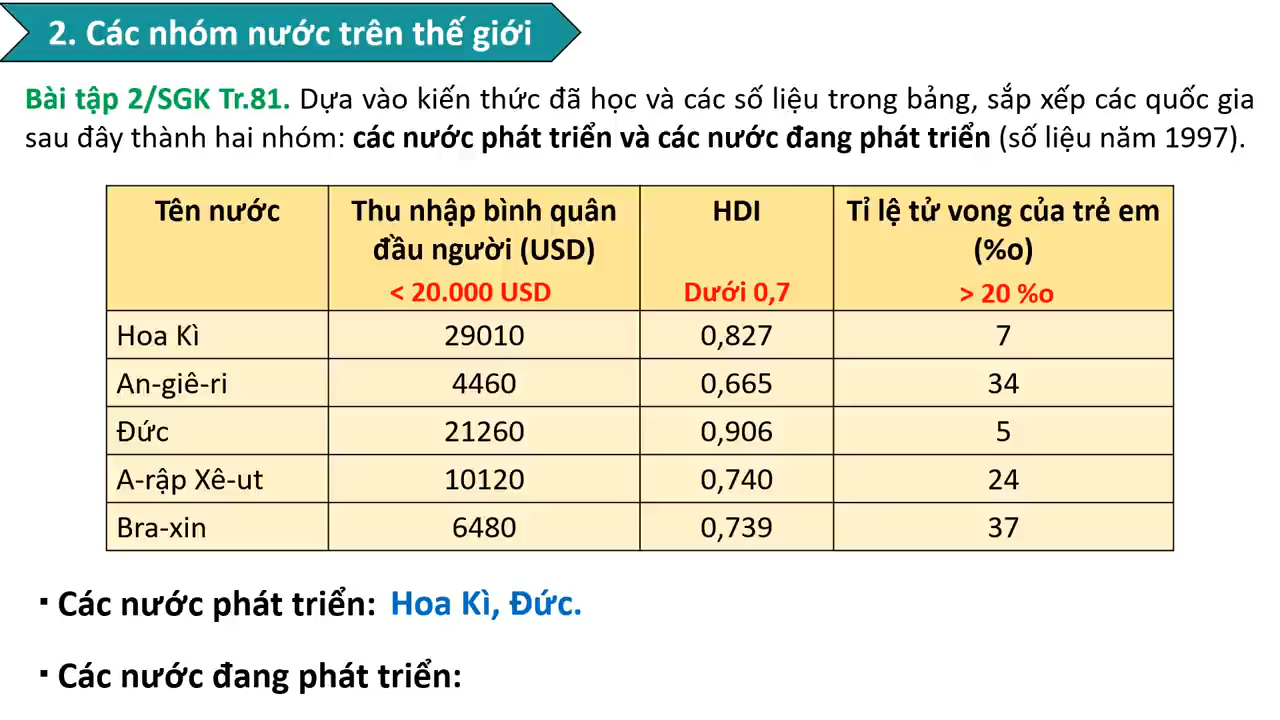 2. Các nhóm nước trên thế giới
Bài tập 2/SGK Tr.81. Dựa vào kiến thức đã học và các số liệu trong bảng, sắp xếp các quốc gia
sau đây thành hai nhóm: các nước phát triển và các nước đang phát triển (số liệu năm 1997).
Tên nước Thu nhập bình quân HDI Tỉ lệ tử vong của trẻ em
đầu người (USD) (%o)
< 20.000 USD Dưới 0,7 > 20 %o
Hoa Kì 29010 0,827 7
An-giê-ri 4460 0,665 34
Đức 21260 0,906 5
A-rập Xê-ut 10120 0,740 24
Bra-xin 6480 0,739 37
▪ Các nước phát triển: Hoa Kì, Đức.
▪ Các nước đang phát triển: